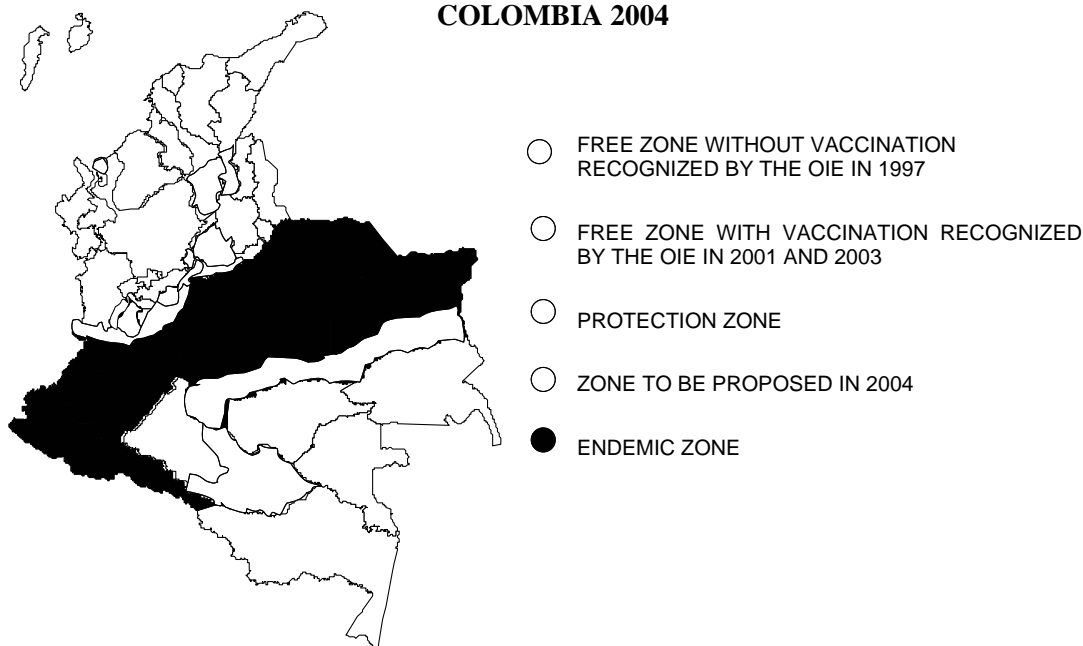 COLOMBIA 2004
FREE ZONE WITHOUT VACCINATION
RECOGNIZED BY THE OIE IN 1997
FREE ZONE WITH VACCINATION RECOGNIZED
BY THE OIE IN 2001 AND 2003
PROTECTION ZONE
ZONE TO BE PROPOSED IN 2004
ENDEMIC ZONE